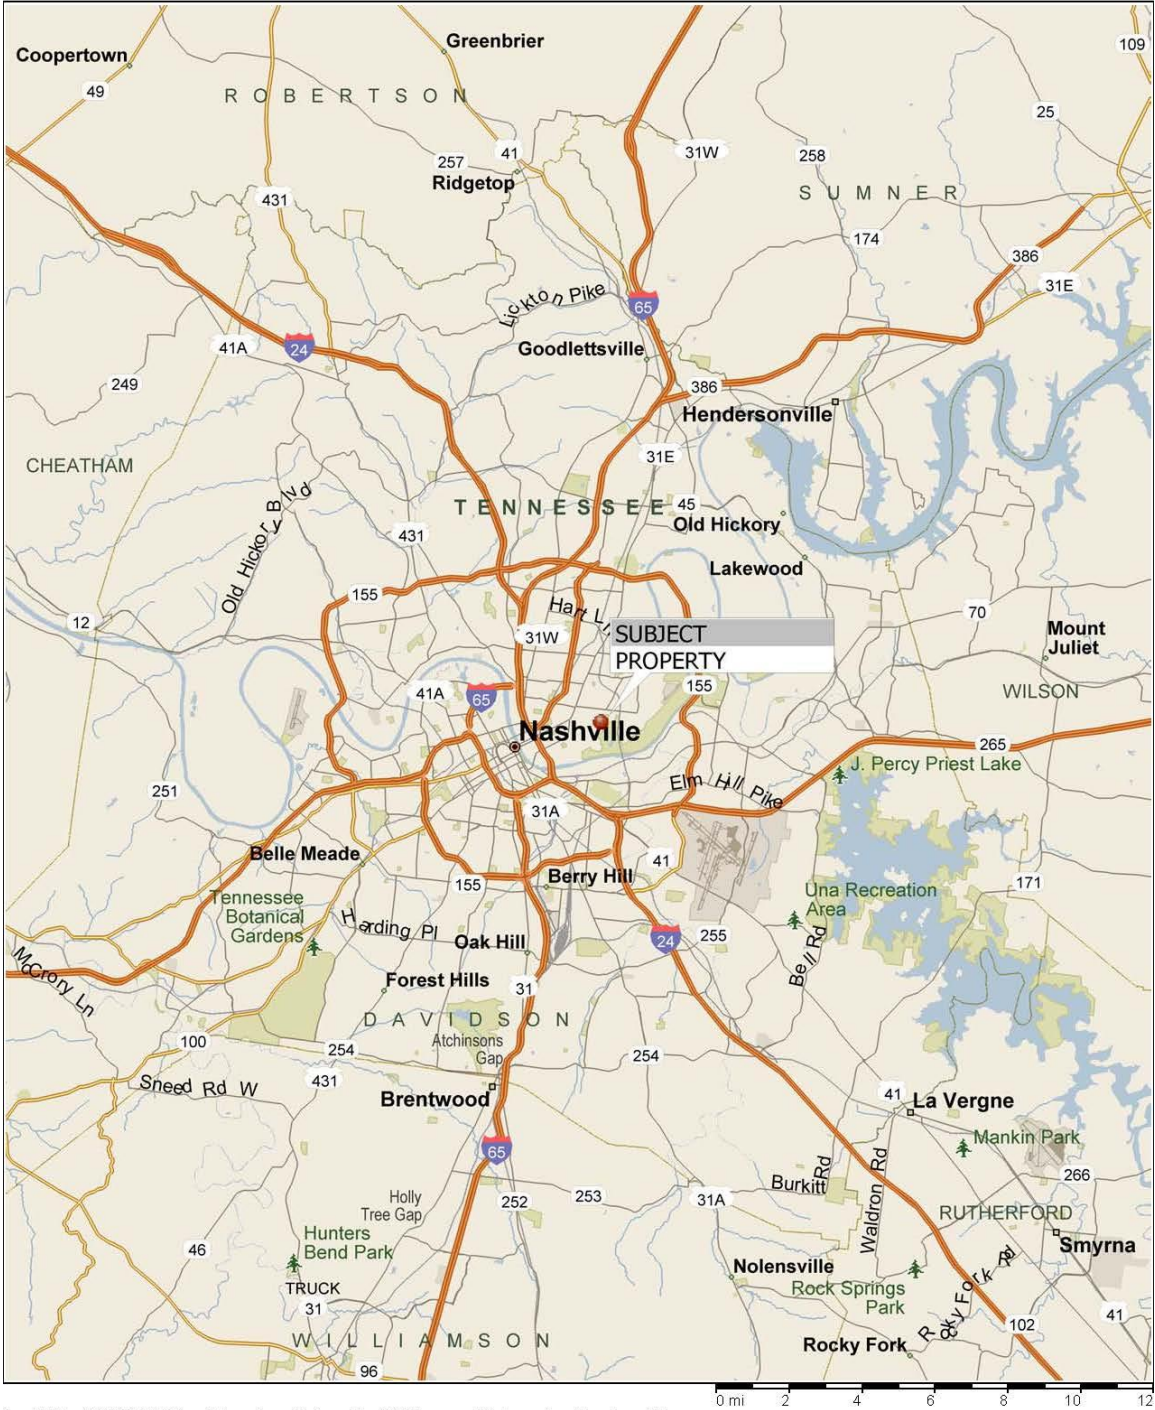 Coopertown
Greenbrier
109
49
ROBERTSON
25
257
41
31W
258
Ridgetop
SUMNER
431
174
386
31E
Lickton Pike
65
41A
24
Goodlettsville
249
386
Hendersonville
31E
CHEATHAM
Old Hickory Blvd
TENNESSEE
45
Old Hickory
431
Lakewood
155
Hart Ln
70
12
31W
SUBJECT
PROPERTY
Mount
Juliet
41A
65
155
WILSON
Nashville
265
J. Percy Priest Lake
Elm Hill Pike
251
31A
Belle Meade
41
155
Berry Hill
171
Una Recreation
Area
Tennessee
Botanical
Gardens
Harding Pl
Oak Hill
24
255
Bell Rd
McCrory Ln
Forest Hills
31
DAVIDSON
Atchinsons
Gap
100
254
254
431
Sneed Rd W
Brentwood
41
La Vergne
65
Mankin Park
Burkitt Rd
Waldron Rd
266
Holly
Tree Gap
252
253
31A
RUTHERFORD
Hunters
Bend Park
46
Smyrna
Nolensville
TRUCK
31
Rock Springs
Park
Rocky Fork Rd
102
41
WILLIAMSON
Rocky Fork
96
0 mi 2 4 6 8 10 12